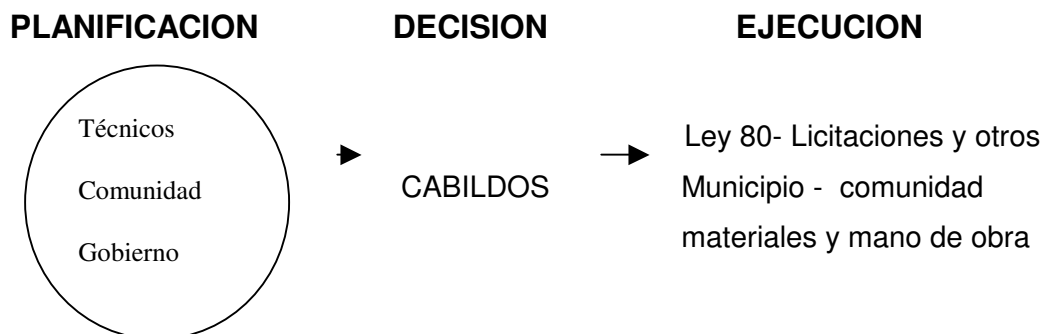 PLANIFICACION DECISION EJECUCION
Técnicos
Comunidad
Gobierno
CABILDOS
Ley 80- Licitaciones y otros
Municipio - comunidad
materiales y mano de obra